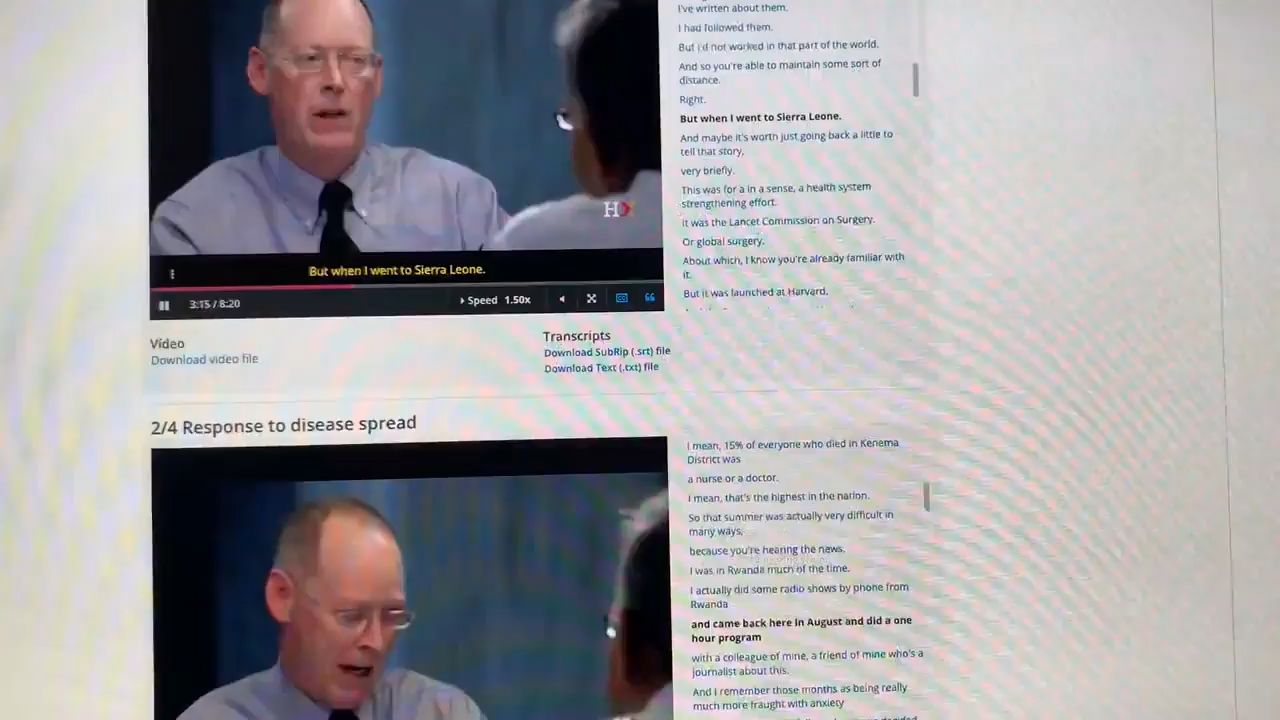 I've written about them.
I had followed them.
But i'd not worked in that part of the world.
And so you're able to maintain some sort of
distance.
Right.
But when I went to Sierra Leone.
And maybe it's worth just going back a little to
tell that story,
very briefly.
This was for a in a sense, a health system
strengthening effort.
It was the Lancet Commission on Surgery.
Or global surgery.
About which, I know you're already familiar with
it.
But it was launched at Harvard.
HX
But when I went to Sierra Leone.
3:15 / 8:20
Speed 1.50x
Video
Download video file
Transcripts
Download SubRip (.srt) file
Download Text (.txt) file
2/4 Response to disease spread
I mean, 15% of everyone who died in Kenema
District was
a nurse or a doctor.
I mean, that's the highest in the nation.
So that summer was actually very difficult in
many ways,
because you're hearing the news.
I was in Rwanda much of the time.
I actually did some radio shows by phone from
Rwanda
and came back here in August and did a one
hour program
with a colleague of mine, a friend of mine who's a
journalist about this.
And I remember those months as being really
much more fraught with anxiety